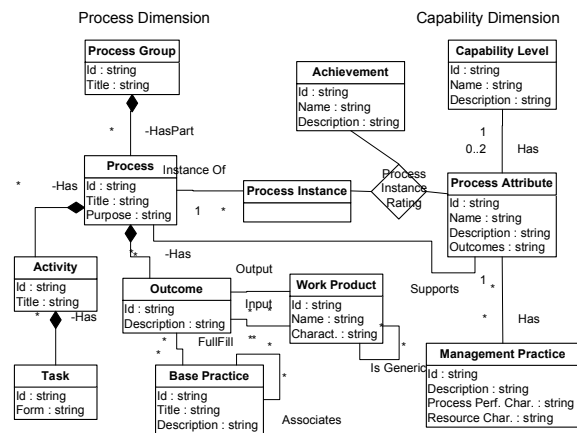 Process Dimension
Capability Dimension
Process Group
Id : string
Title : string
Capability Level
Id : string
Name : string
Description : string
Achievement
Id : string
Name : string
Description : string
*
-HasPart
1
0..2
Has
Process
Id : string
Title : string
Purpose : string
Instance Of
1
*
Process Instance
Process
Instance
Rating
Process Attribute
Id : string
Name : string
Description : string
Outcomes : string
*
-Has
-Has
**
Activity
Id : string
Title : string
*
-Has
Outcome
Id : string
Description : string
Output
Input
* *
**
FullFill
Work Product
Id : string
Name : string
Charact. : string
*
*
Is Generic
Supports
1
*
*
Has
Task
Id : string
Form : string
*
*
Base Practice
Id : string
Title : string
Description : string
*
*
Associates
Management Practice
Id : string
Description : string
Process Perf. Char. : string
Resource Char. : string